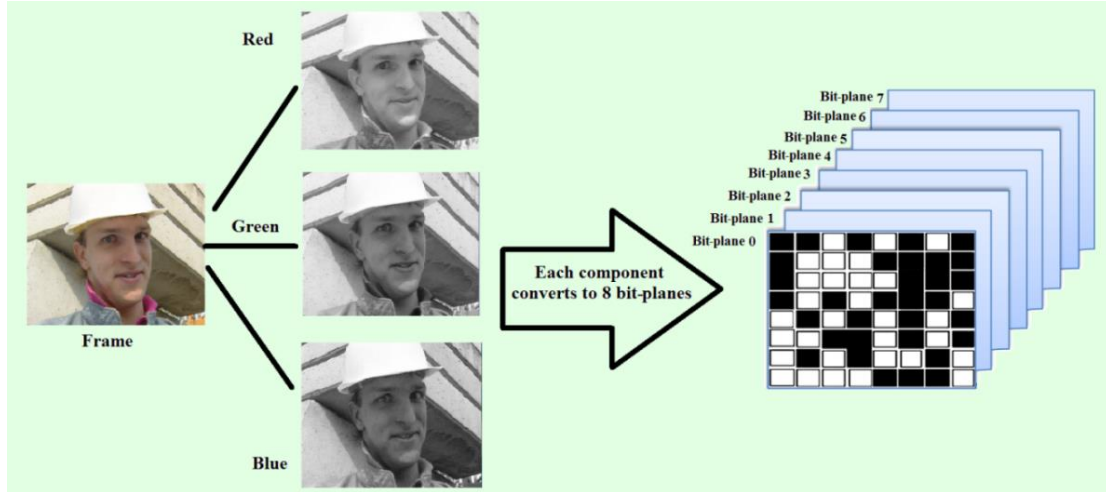 Red
Green
Frame
Blue
Each component
converts to 8 bit-planes
Bit-plane 7
Bit-plane 6
Bit-plane 5
Bit-plane 4
Bit-plane 3
Bit-plane 2
Bit-plane 1
Bit-plane 0